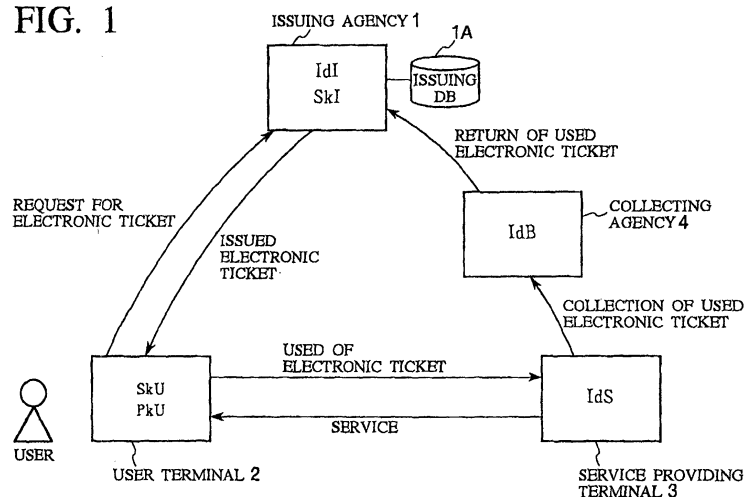 FIG. 1
ISSUING AGENCY 1
1A
IdI
SkI
ISSUING
DB
RETURN OF USED
ELECTRONIC TICKET
REQUEST FOR
ELECTRONIC TICKET
COLLECTING
AGENCY 4
IdB
ISSUED
ELECTRONIC
TICKET
COLLECTION OF USED
ELECTRONIC TICKET
USED OF
ELECTRONIC TICKET
SkU
PkU
IdS
SERVICE
USER
USER TERMINAL 2
SERVICE PROVIDING
TERMINAL 3